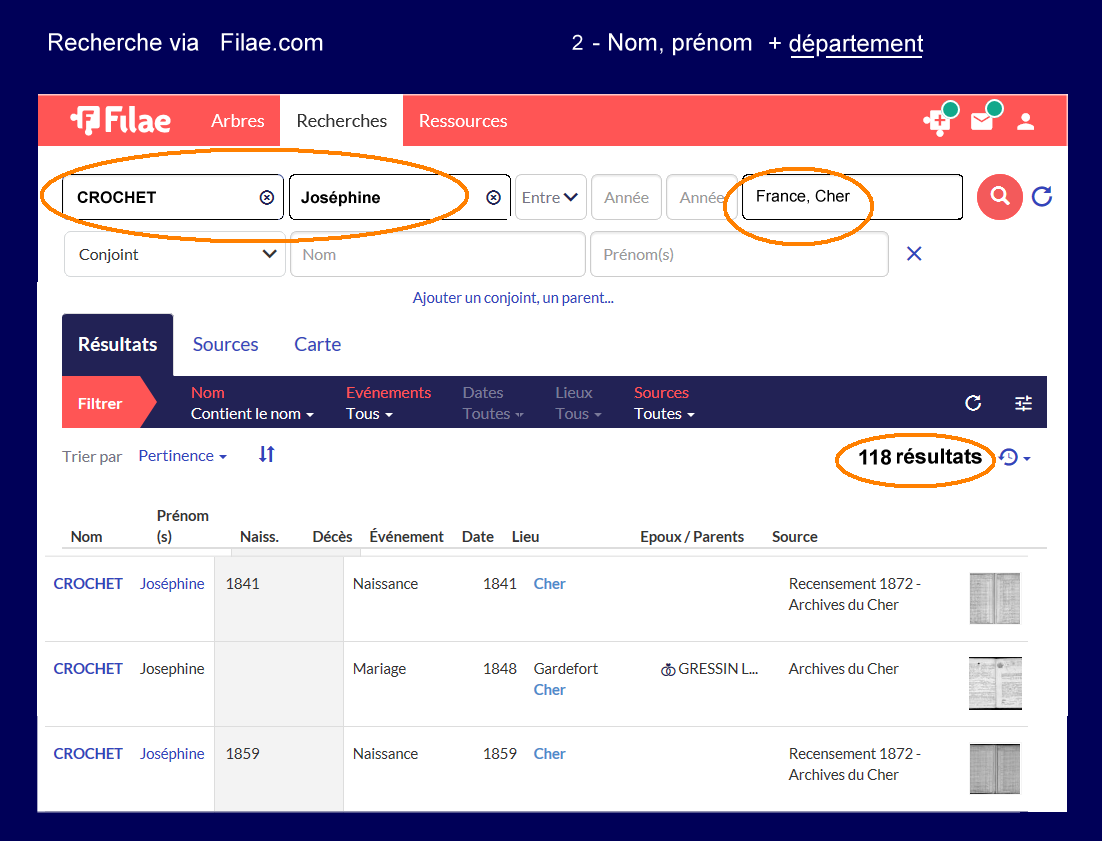 Recherche via Filae.com
2 - Nom, prénom + département
Filae Arbres Recherches Ressources
CROCHET Joséphine Entre Année Année France, Cher
Conjoint Nom Prénom(s)
Ajouter un conjoint, un parent...
Résultats Sources Carte
Filtrer
Nom Evénements Dates Lieux Sources
Contient le nom Tous Toutes Tous Toutes
Trier par Pertinence 118 résultats
Nom Prénom (s) Naiss. Décès Événement Date Lieu Epoux / Parents Source
CROCHET Joséphine 1841 Naissance 1841 Cher Recensement 1872 -
Archives du Cher
CROCHET Josephine Mariage 1848 Gardefort GRESSIN L... Archives du Cher
Cher
CROCHET Joséphine 1859 Naissance 1859 Cher Recensement 1872 -
Archives du Cher